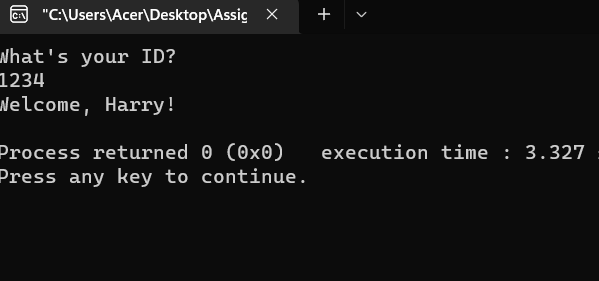 "C:\Users\Acer\Desktop\Assig
What's your ID?
1234
Welcome, Harry!
Process returned 0 (0x0)   execution time : 3.327
Press any key to continue.